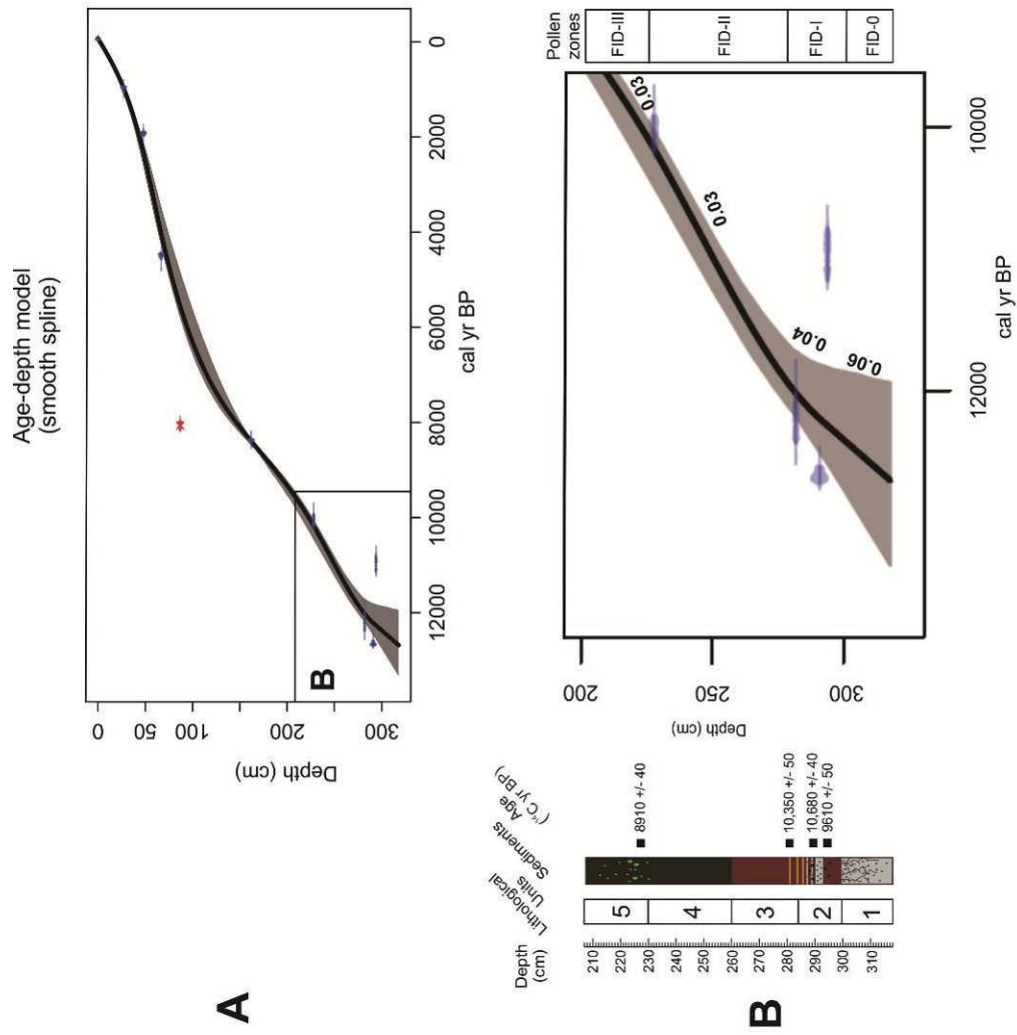 A
Age-depth model
(smooth spline)
Depth (cm)
0
50
100
200
300
B
12000
10000
8000
6000
4000
2000
0
cal yr BP
B
Depth
(cm)
210
220
230
240
250
260
270
280
290
300
310
Lithological
Units
5
4
3
2
1
Sediments
Age
(¹⁴C yr BP)
8910 +/- 40
10,350 +/- 50
10,680 +/- 40
9610 +/- 50
Depth (cm)
200
250
300
0.03
0.03
0.04
0.06
12000
10000
cal yr BP
Pollen
zones
FID-III
FID-II
FID-I
FID-0